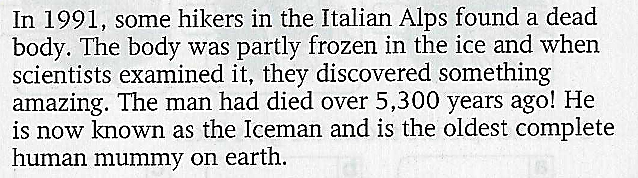 In 1991, some hikers in the Italian Alps found a dead
body. The body was partly frozen in the ice and when
scientists examined it, they discovered something
amazing. The man had died over 5,300 years ago! He
is now known as the Iceman and is the oldest complete
human mummy on earth.